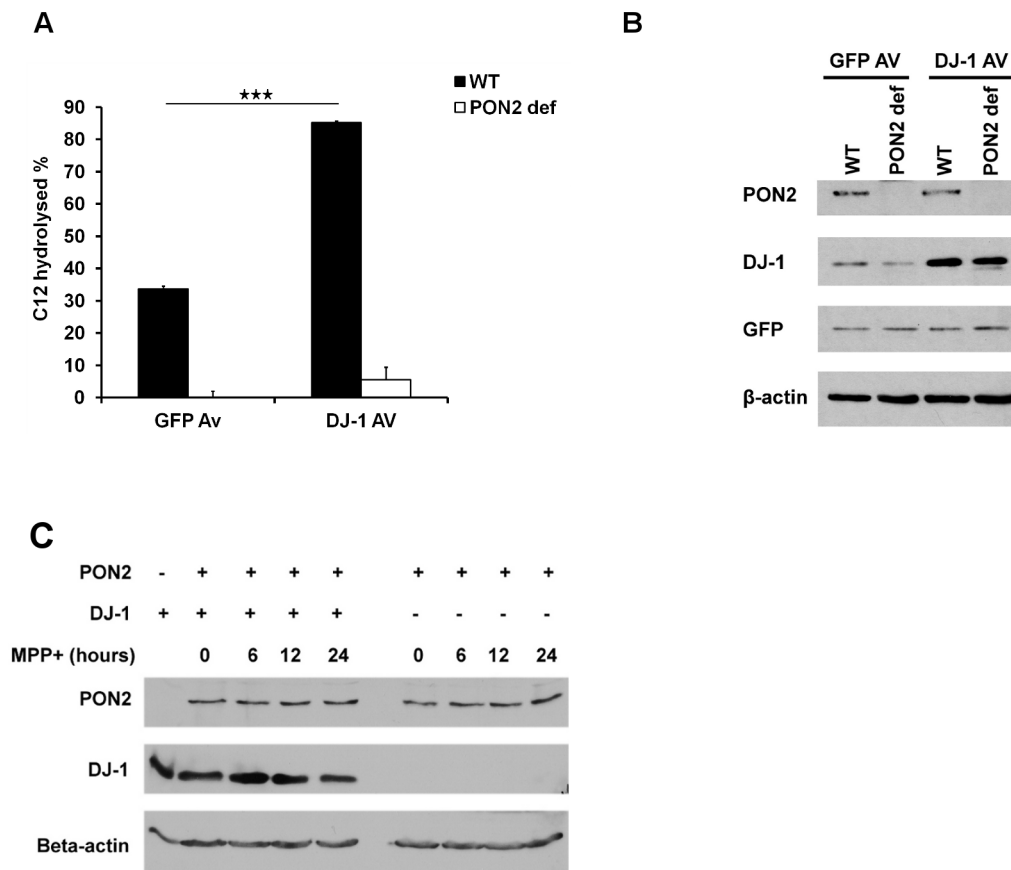 A
★★★
WT
PON2 def
90
80
70
60
50
40
30
20
10
0
C12 hydrolysed %
GFP Av
DJ-1 AV
B
GFP AV
DJ-1 AV
WT
PON2 def
WT
PON2 def
PON2
DJ-1
GFP
β-actin
C
PON2 - + + + + + + + +
DJ-1 + + + + + - - - -
MPP+ (hours) 0 6 12 24 0 6 12 24
PON2
DJ-1
Beta-actin